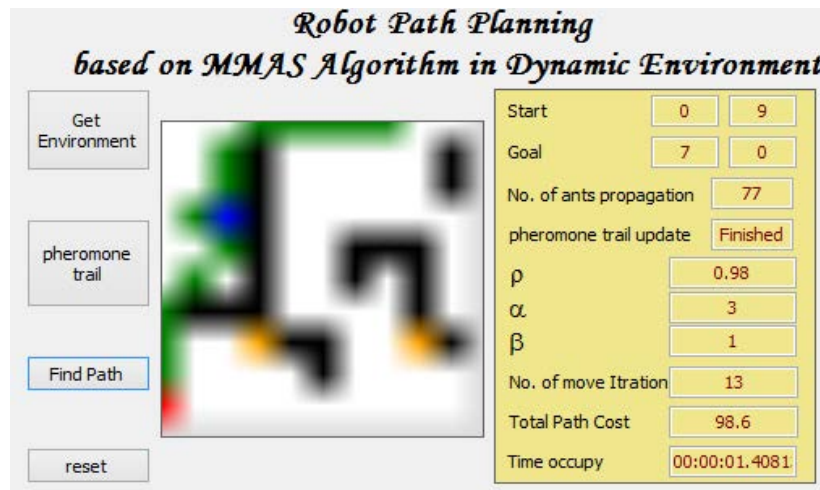 Robot Path Planning
based on MMAS Algorithm in Dynamic Environment
Get
Environment
pheromone
trail
Find Path
reset
Start 0 9
Goal 7 0
No. of ants propagation 77
pheromone trail update Finished
ρ 0.98
α 3
β 1
No. of move Itration 13
Total Path Cost 98.6
Time occupy 00:00:01.4081